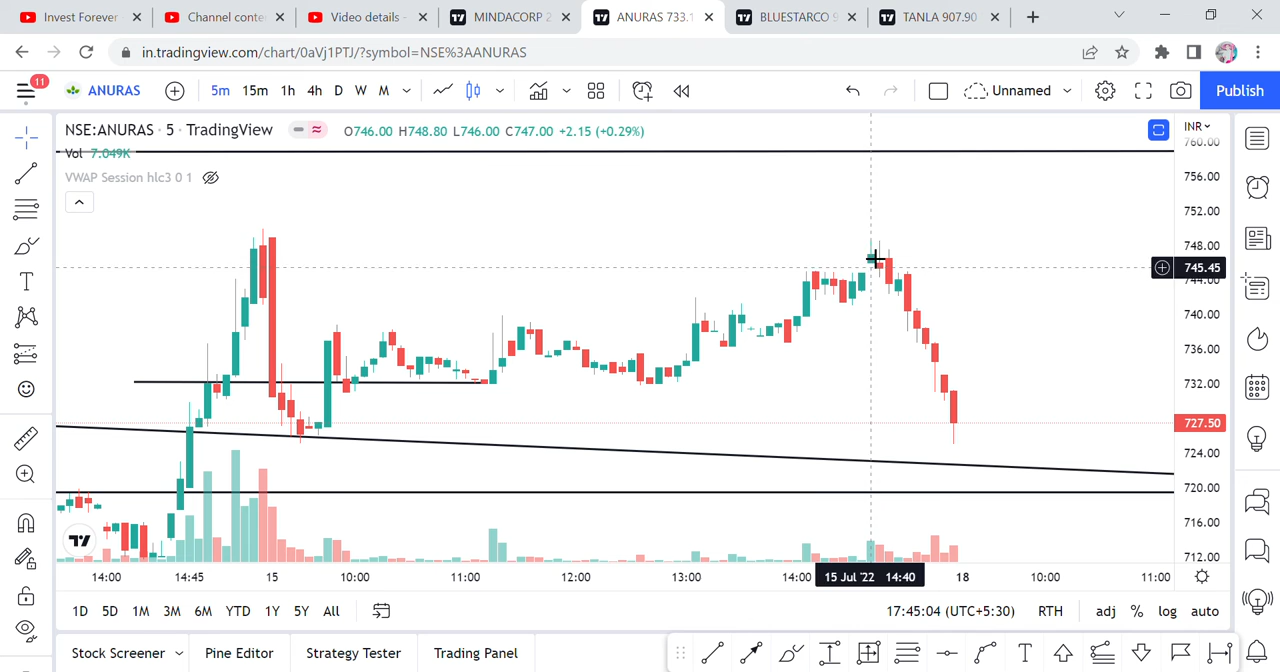 Invest Forever
Channel conte
Video details -
MINDACORP 2
ANURAS 733.1
BLUESTARCO 9
TANLA 907.90
in.tradingview.com/chart/0aVj1PTJ/?symbol=NSE%3AANURAS
11
ANURAS
5m 15m 1h 4h D W M
Unnamed
Publish
NSE:ANURAS · 5 · TradingView
O746.00 H748.80 L746.00 C747.00 +2.15 (+0.29%)
INR
Vol 7.049K
VWAP Session hlc3 0 1
760.00
756.00
752.00
748.00
745.45
744.00
740.00
736.00
732.00
727.50
724.00
720.00
716.00
712.00
14:00 14:45 15 10:00 11:00 12:00 13:00 14:00 15 Jul '22 14:40 18 10:00 11:00
1D 5D 1M 3M 6M YTD 1Y 5Y All
17:45:04 (UTC+5:30) RTH adj % log auto
Stock Screener Pine Editor Strategy Tester Trading Panel